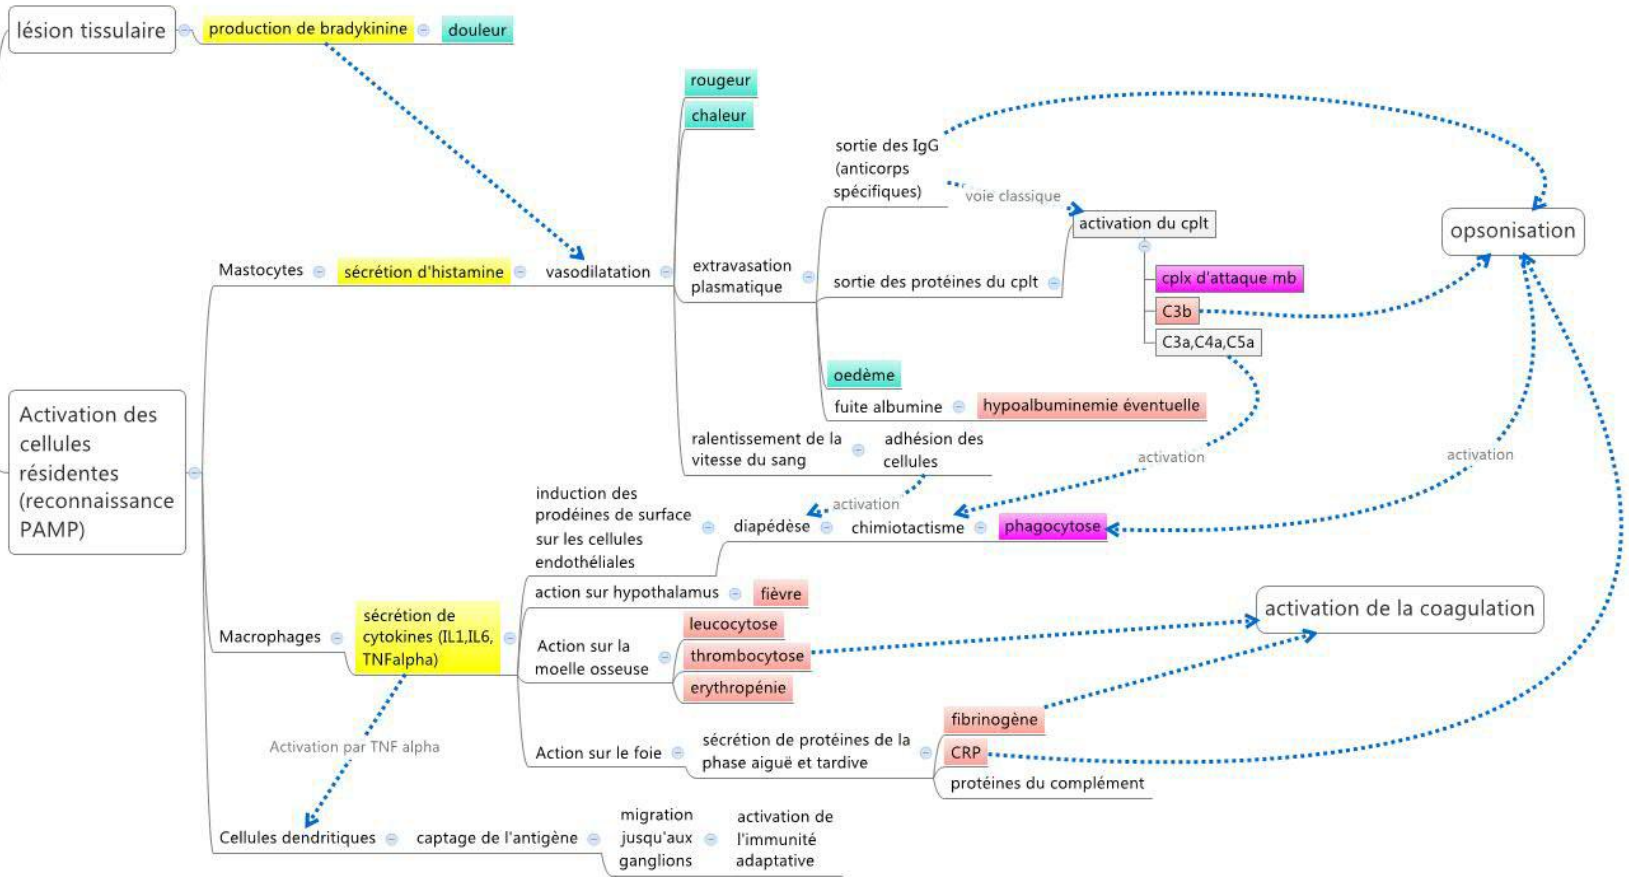 lésion tissulaire
production de bradykinine
douleur
rougeur
chaleur
sortie des IgG
(anticorps
spécifiques)
voie classique
activation du cplt
opsonisation
Mastocytes
sécrétion d'histamine
vasodilatation
extravasation
plasmatique
sortie des protéines du cplt
cplx d'attaque mb
C3b
C3a,C4a,C5a
oedème
fuite albumine
hypoalbuminemie éventuelle
ralentissement de la
vitesse du sang
adhésion des
cellules
activation
activation
activation
Activation des
cellules
résidentes
(reconnaissance
PAMP)
induction des
prodéines de surface
sur les cellules
endothéliales
diapédèse
chimiotactisme
phagocytose
action sur hypothalamus
fièvre
Macrophages
sécrétion de
cytokines (IL1,IL6,
TNFalpha)
Action sur la
moelle osseuse
leucocytose
thrombocytose
erythropénie
activation de la coagulation
Activation par TNF alpha
Action sur le foie
sécrétion de protéines de la
phase aiguë et tardive
fibrinogène
CRP
protéines du complément
Cellules dendritiques
captage de l'antigène
migration
jusqu'aux
ganglions
activation de
l'immunité
adaptative